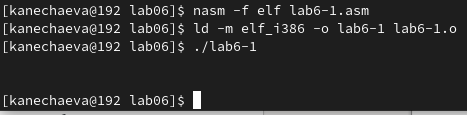 [kanechaeva@192 lab06]$ nasm -f elf lab6-1.asm
[kanechaeva@192 lab06]$ ld -m elf_i386 -o lab6-1 lab6-1.o
[kanechaeva@192 lab06]$ ./lab6-1
[kanechaeva@192 lab06]$